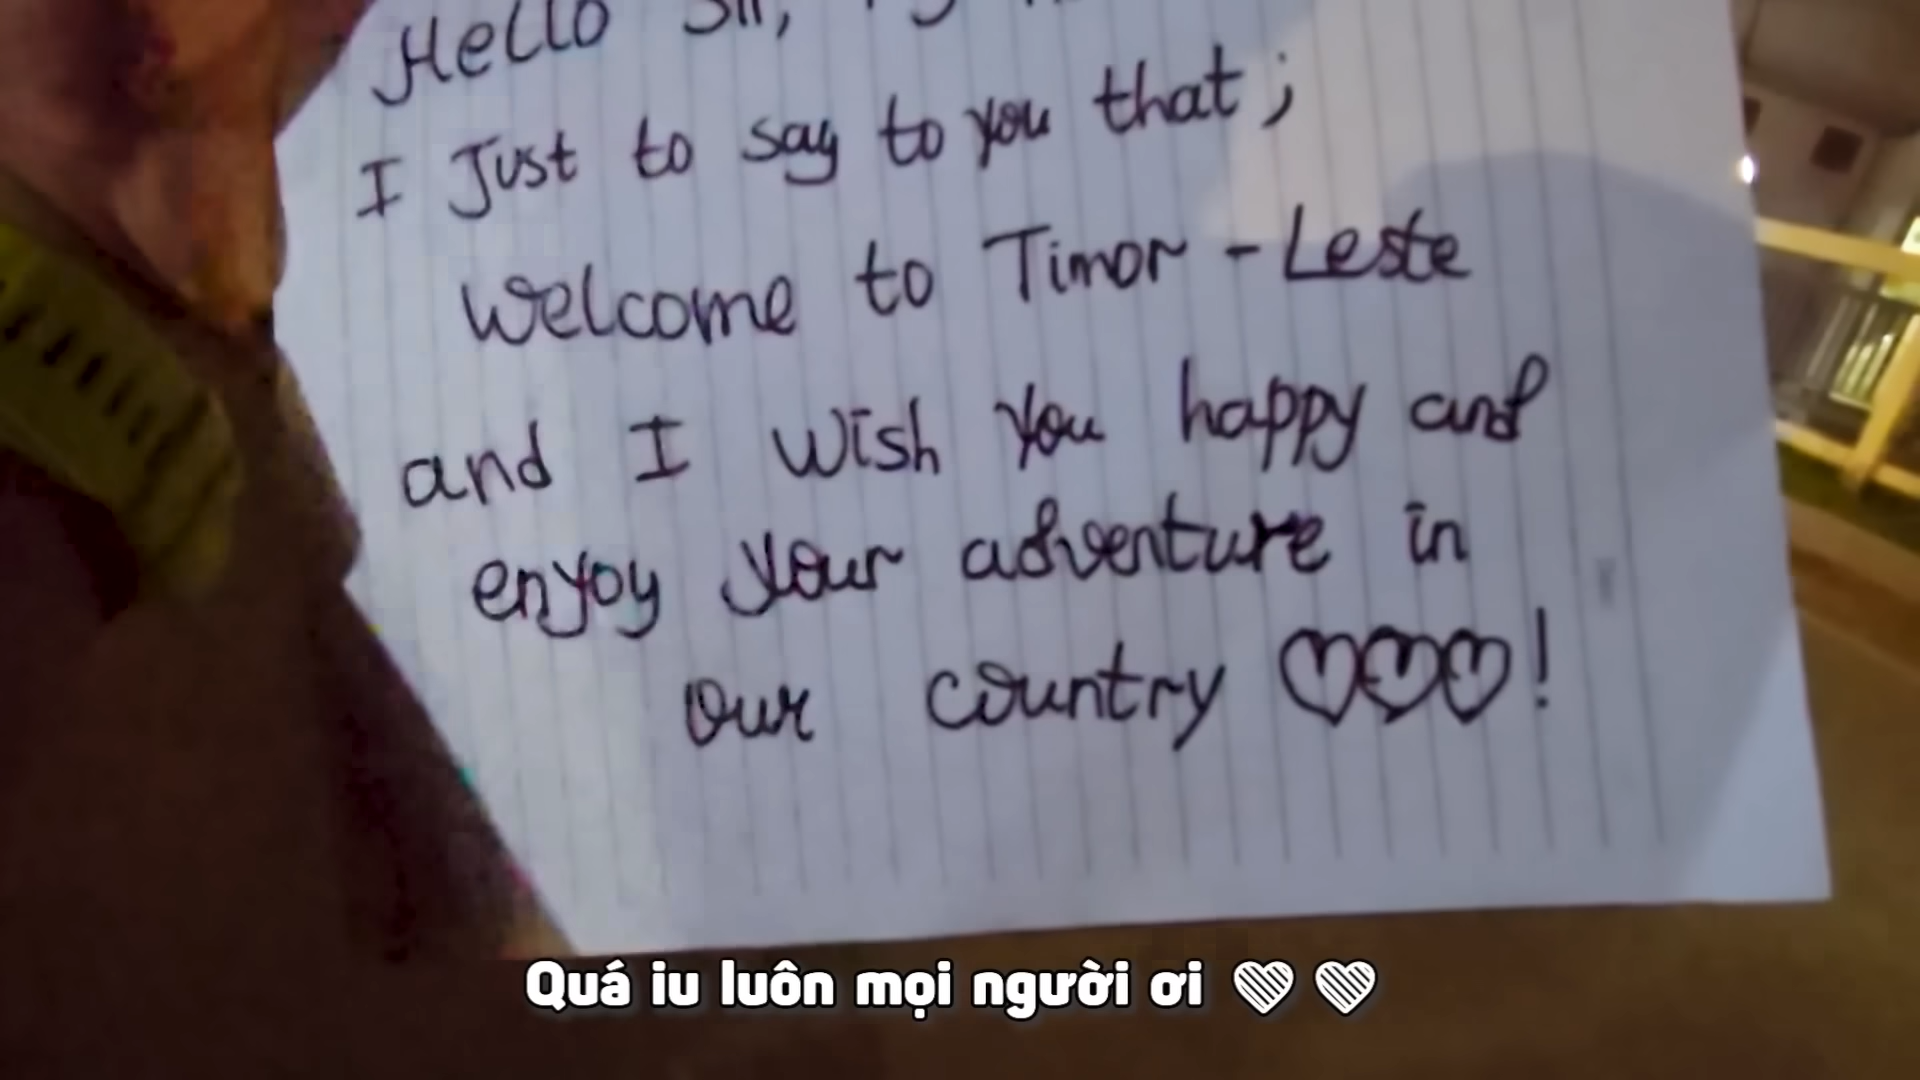 Hello Sir,
I Just to say to you that;
Welcome to Timor - Leste
and I wish you happy and
enjoy your adventure in
our country ♡♡♡!
Quá iu luôn mọi người ơi